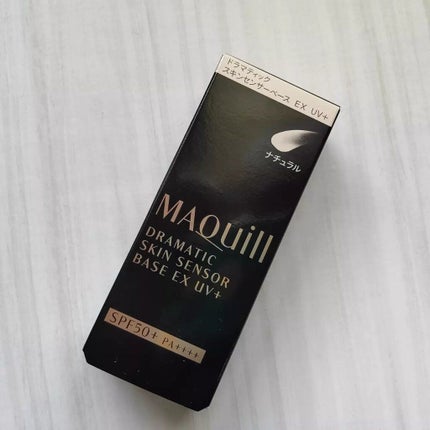 ドラマティック
スキンセンサーベース EX UV+
ナチュラル
MAQuill
DRAMATIC
SKIN SENSOR
BASE EX UV+
SPF50+ PA++++